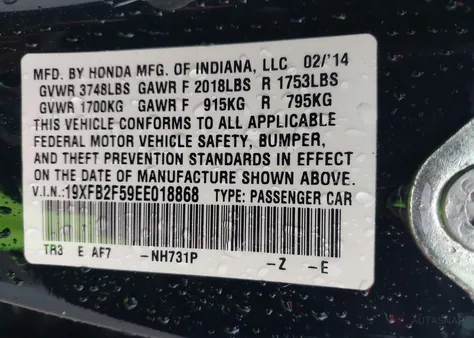 MFD. BY HONDA MFG. OF INDIANA, LLC 02/14
GVWR 3748LBS GAWR F 2018LBS R 1753LBS
GVWR 1700KG GAWR F 915KG R 795KG
THIS VEHICLE CONFORMS TO ALL APPLICABLE
FEDERAL MOTOR VEHICLE SAFETY, BUMPER,
AND THEFT PREVENTION STANDARDS IN EFFECT
ON THE DATE OF MANUFACTURE SHOWN ABOVE.
V.I.N.: 19XFB2F59EE018868 TYPE: PASSENGER CAR
TR3 E AF7 -NH731P -Z -E